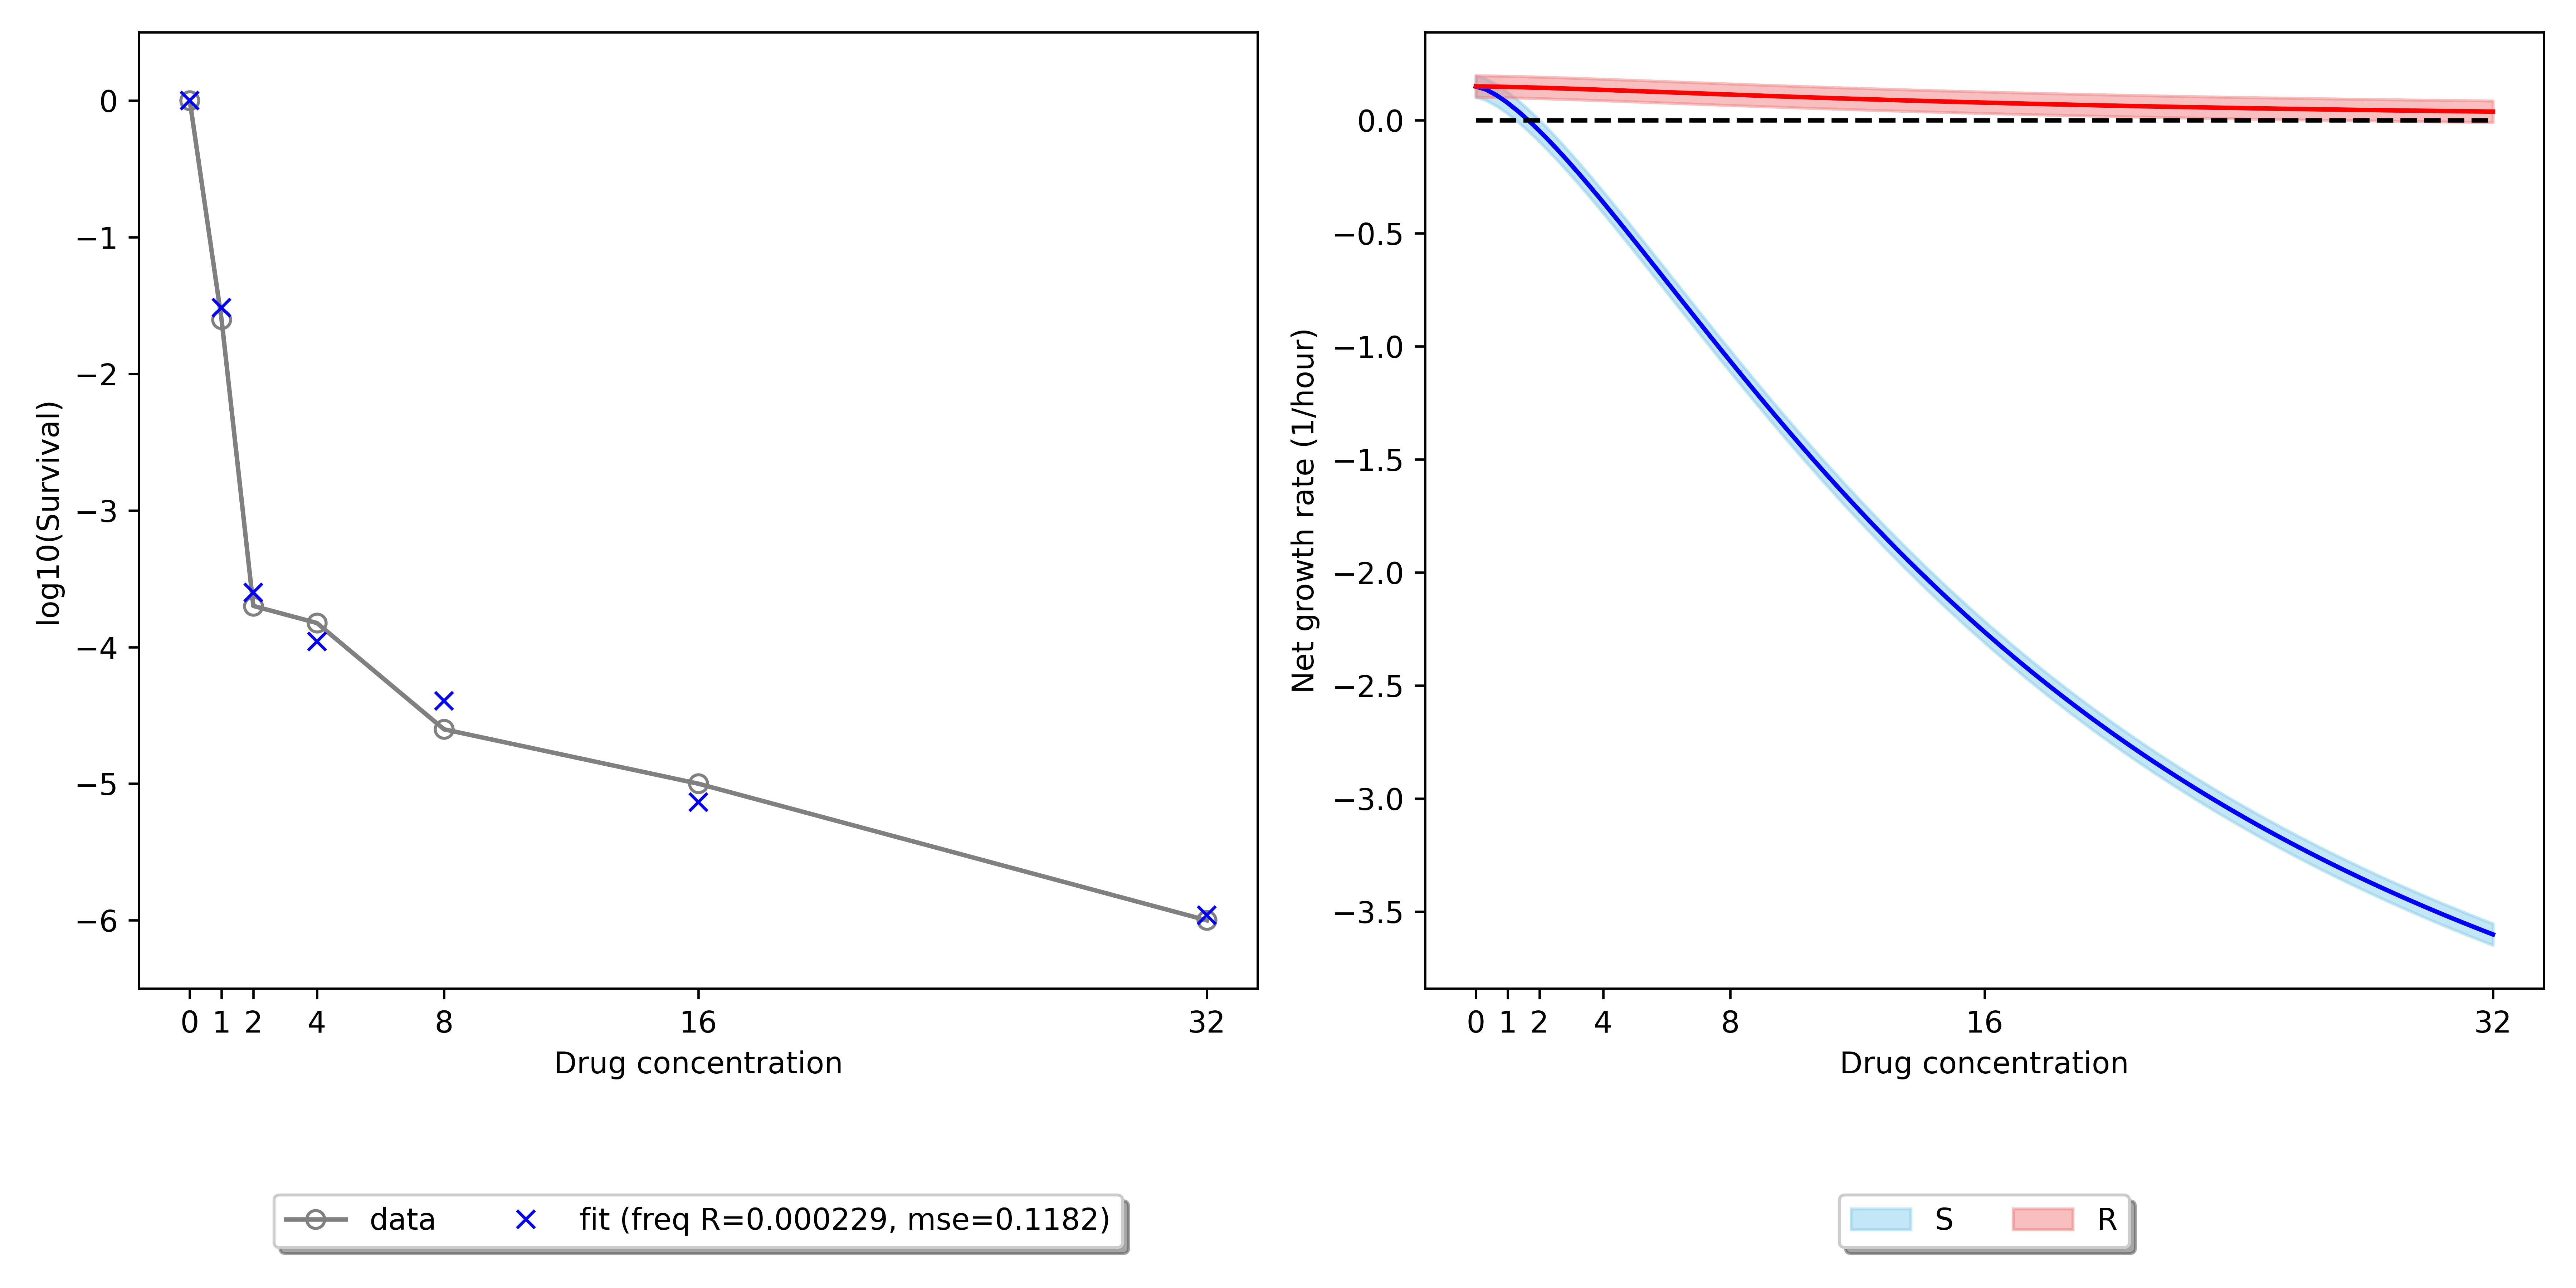 0
−1
−2
−3
−4
−5
−6
log10(Survival)
0 1 2 4 8 16 32
Drug concentration
data fit (freq R=0.000229, mse=0.1182)
0.0
−0.5
−1.0
−1.5
−2.0
−2.5
−3.0
−3.5
Net growth rate (1/hour)
0 1 2 4 8 16 32
Drug concentration
S R